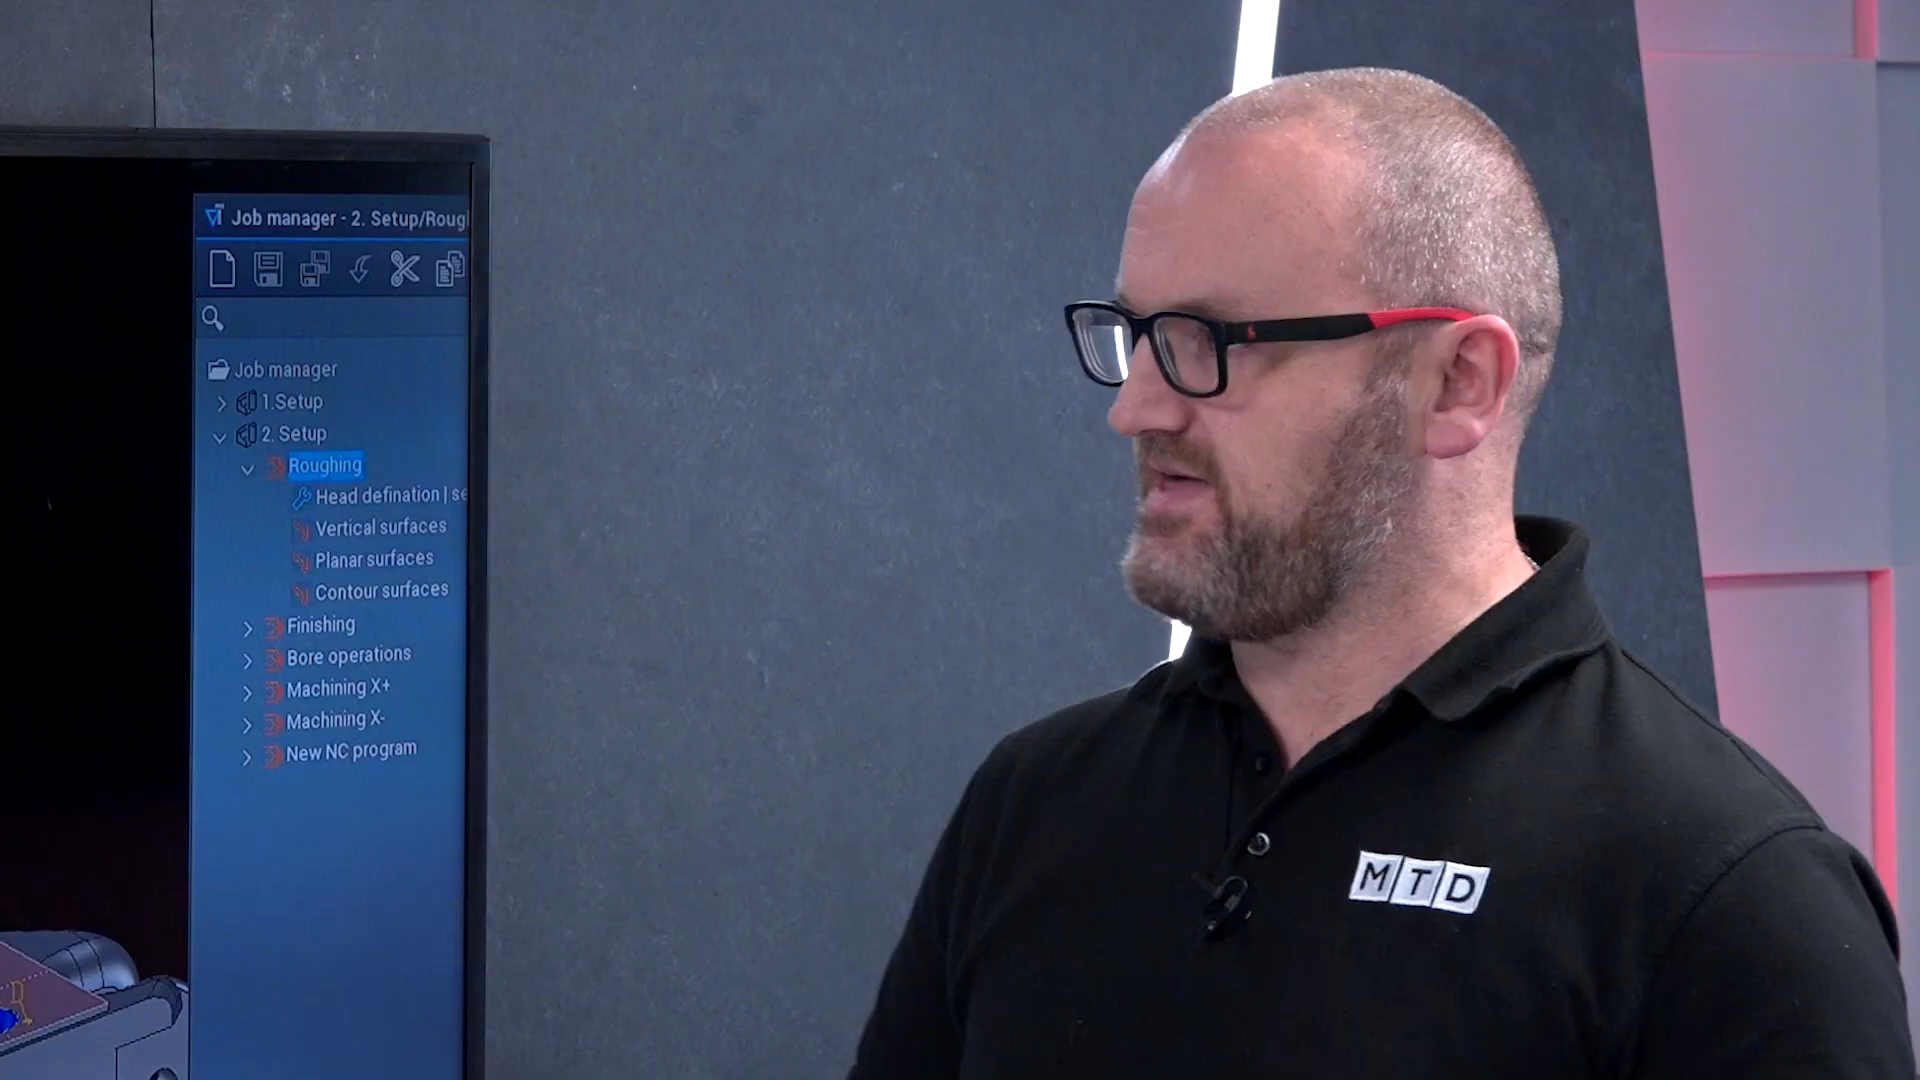 Job manager - 2. Setup/Roug
Job manager
1.Setup
2. Setup
Roughing
Head defination | se
Vertical surfaces
Planar surfaces
Contour surfaces
Finishing
Bore operations
Machining X+
Machining X-
New NC program
MTD